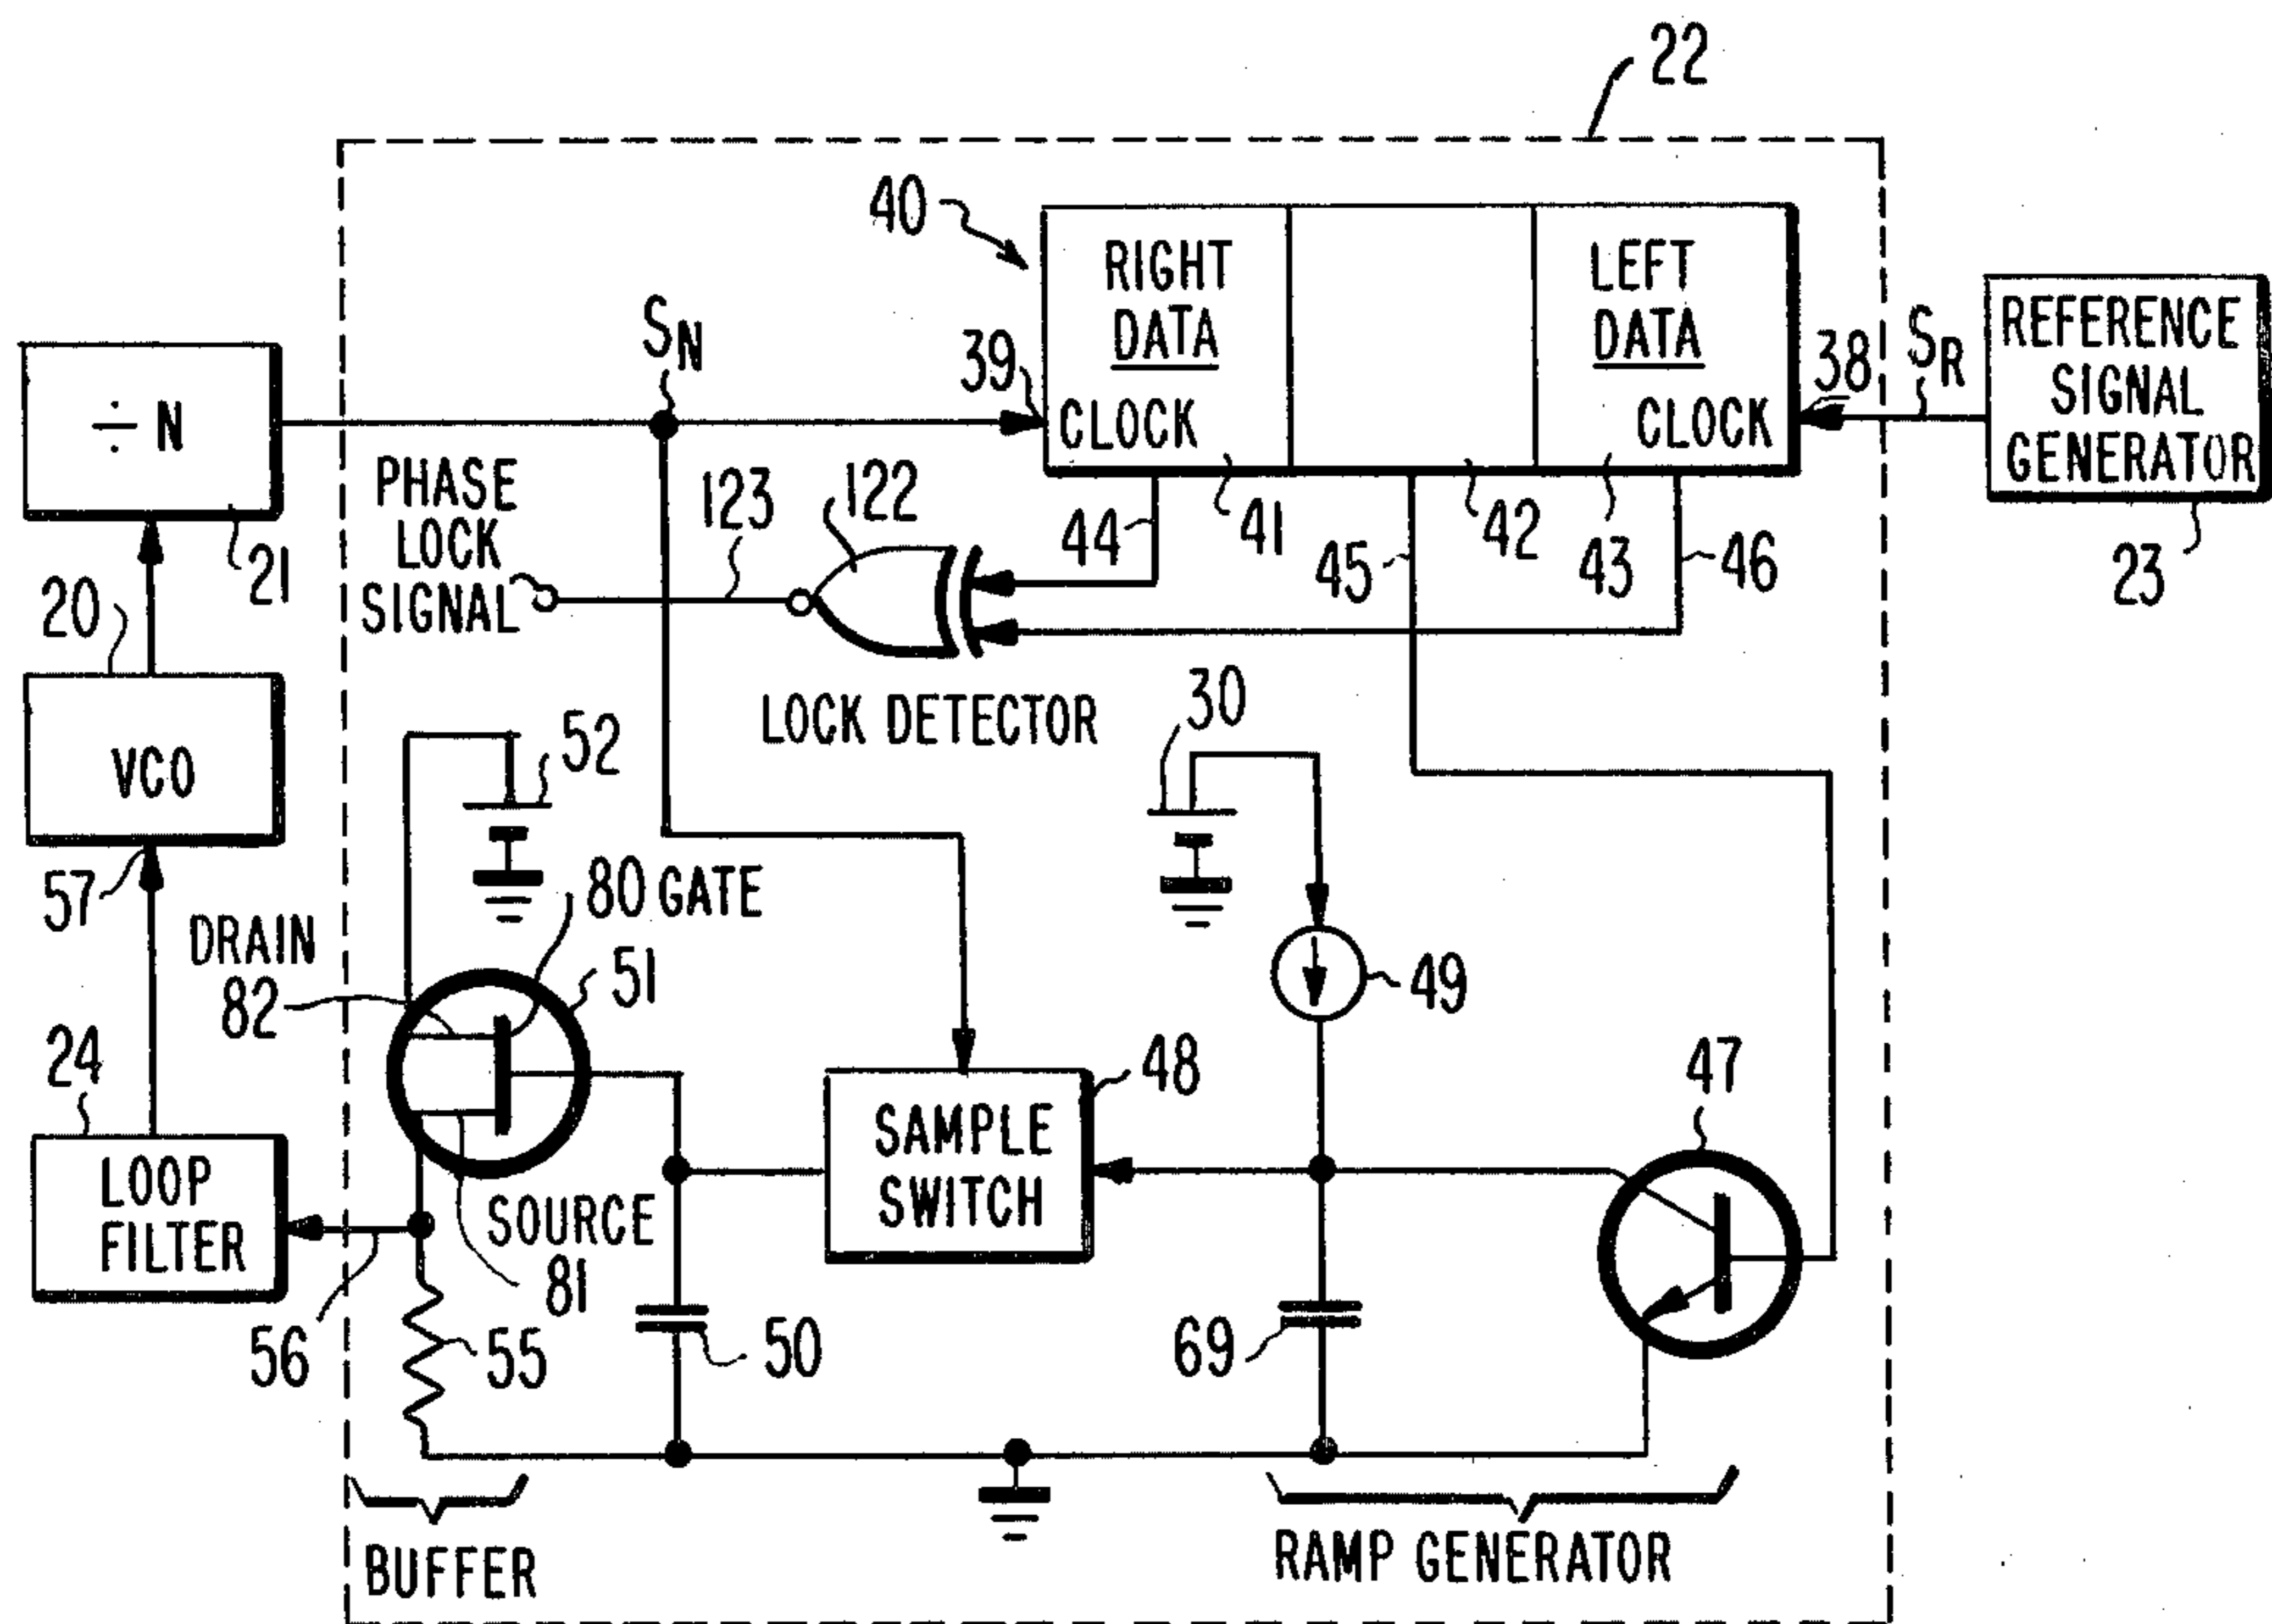 22
40
RIGHT
DATA
LEFT
DATA
CLOCK
CLOCK
39
38
SN
SR
REFERENCE
SIGNAL
GENERATOR
23
÷ N
21
PHASE
LOCK
SIGNAL
123
122
44
41
45
42
43
46
20
VCO
57
LOCK DETECTOR
52
30
80 GATE
51
DRAIN
82
49
24
LOOP
FILTER
48
SAMPLE
SWITCH
47
SOURCE
81
56
55
50
69
BUFFER
RAMP GENERATOR